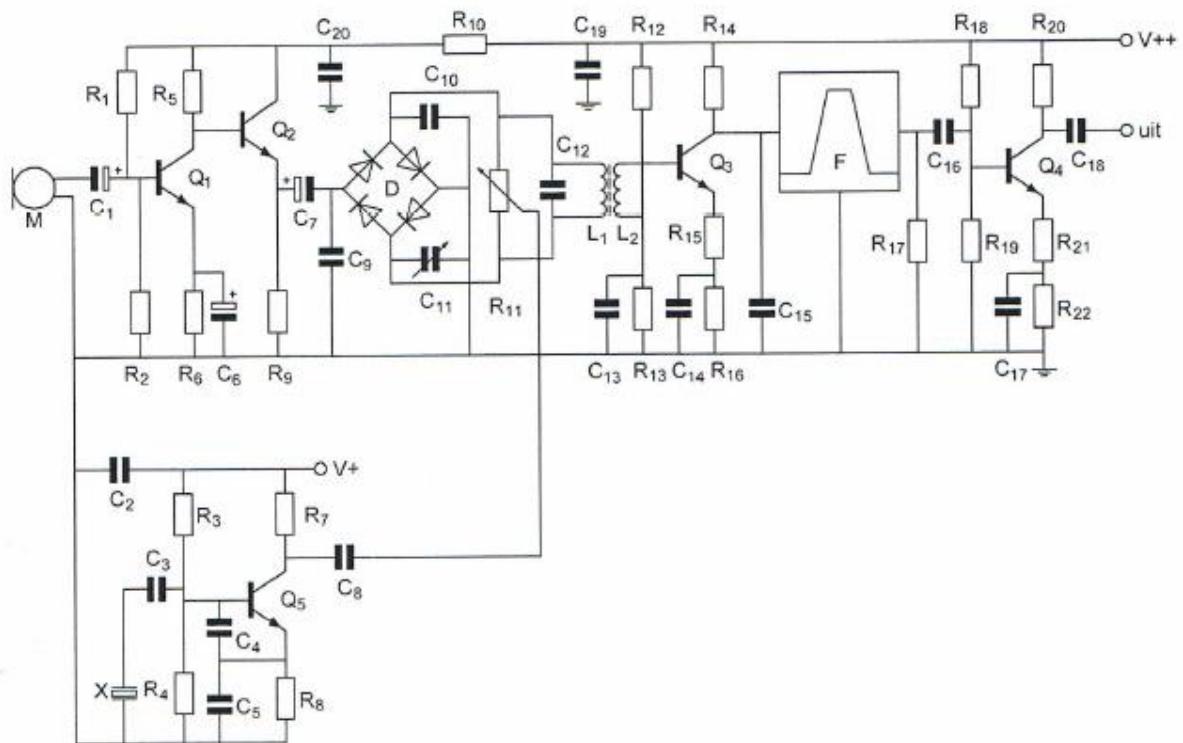 R10
R12
R14
R18
R20
C20
C19
V++
C10
R1
R5
Q2
C12
Q3
F
C16
C18
uit
Q4
M
C1
+
Q1
+
C7
D
C9
L1
L2
R15
R17
R19
R21
C11
R11
C15
C17
R22
+
R2
R6
C6
R9
C13
R13
C14
R16
V+
C2
R3
R7
C3
C8
Q5
C4
X
R4
C5
R8